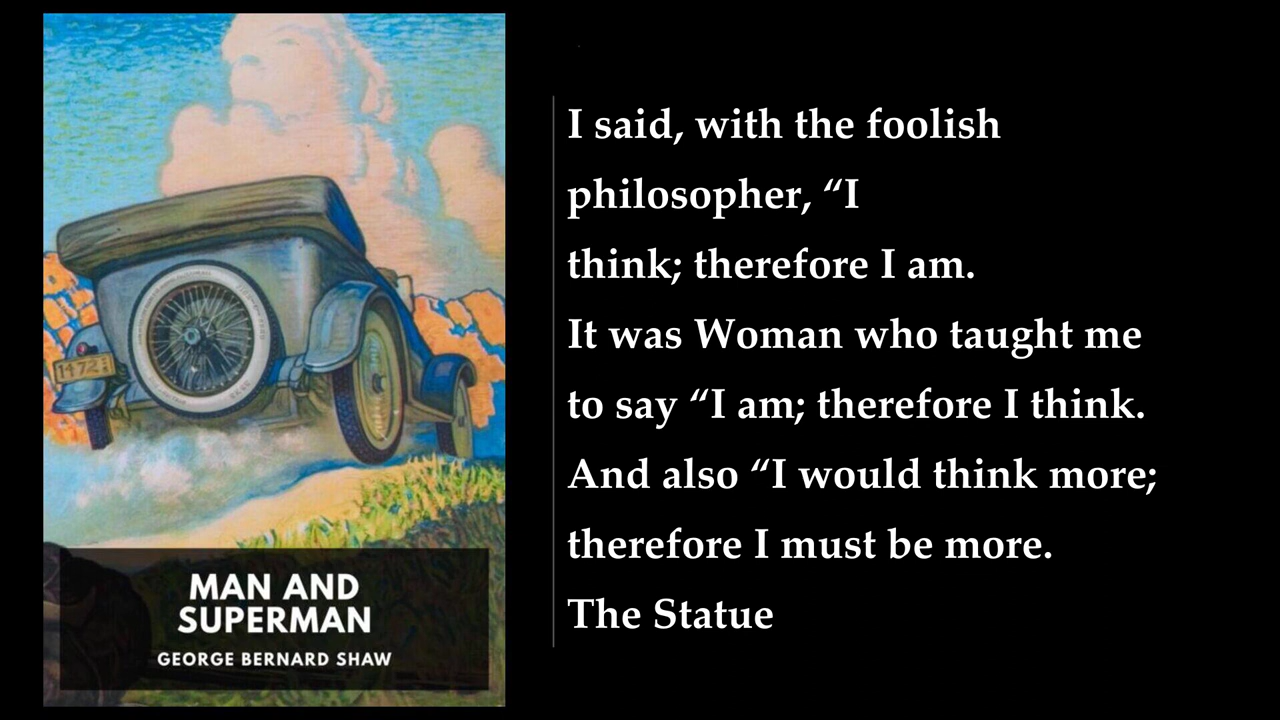 1472
MAN AND
SUPERMAN
GEORGE BERNARD SHAW
I said, with the foolish
philosopher, “I
think; therefore I am.
It was Woman who taught me
to say “I am; therefore I think.
And also “I would think more;
therefore I must be more.
The Statue